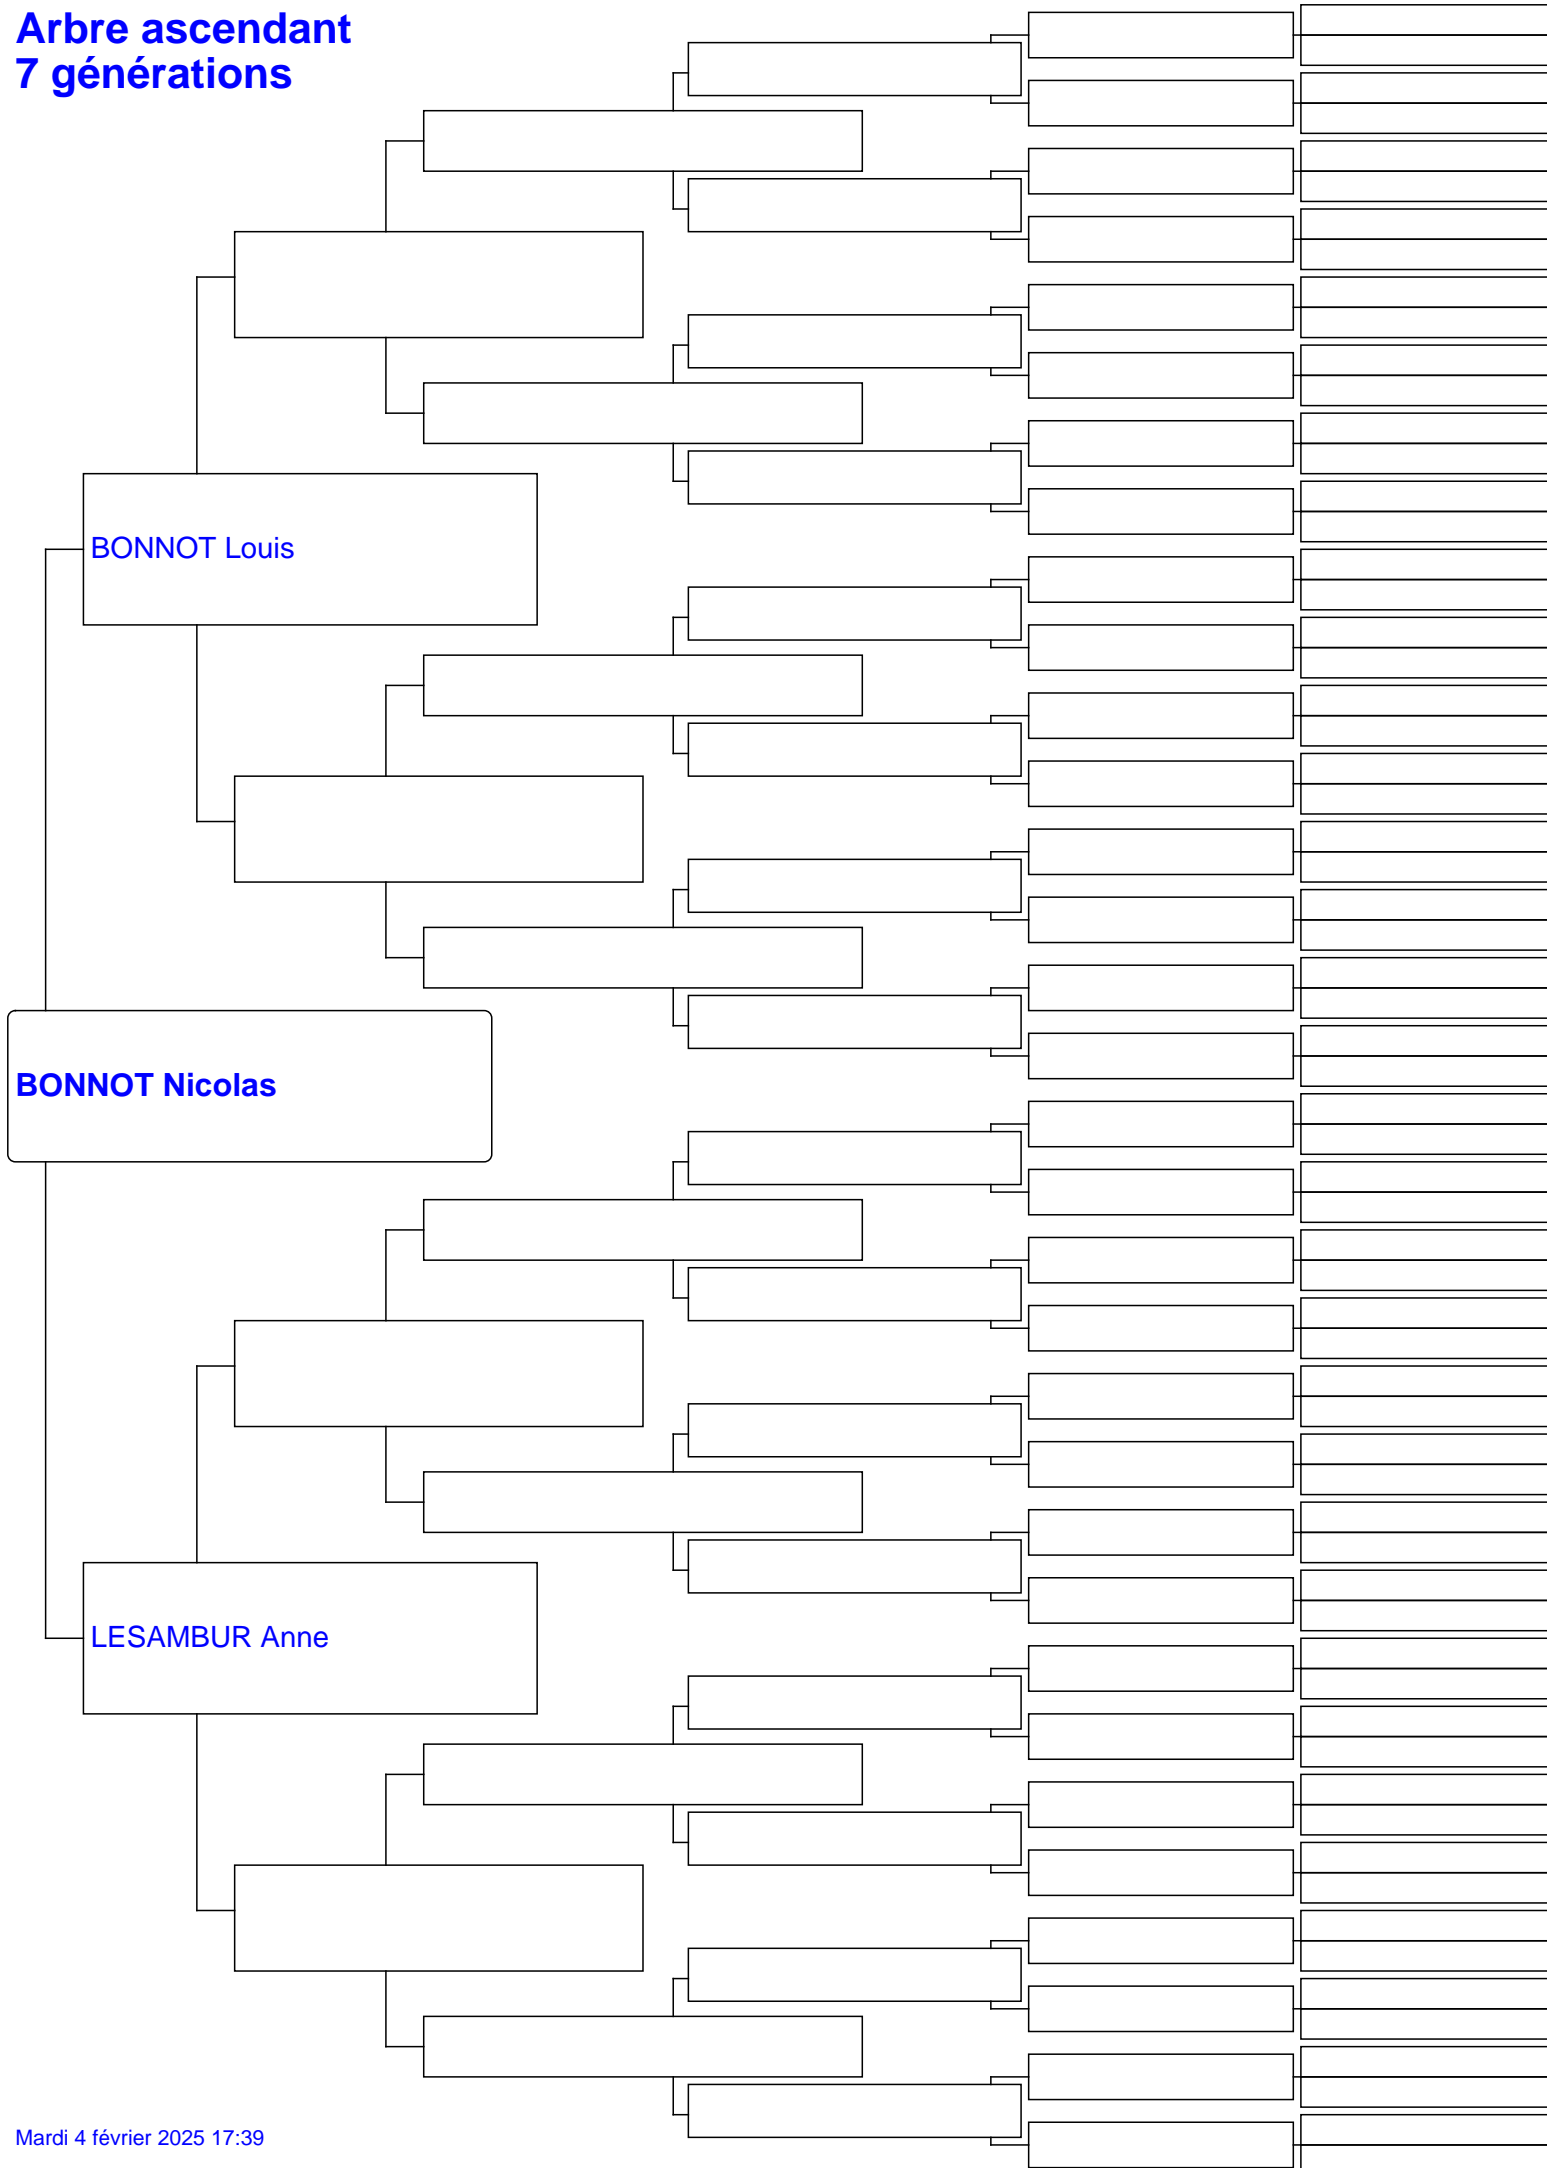 Arbre ascendant
7 générations
BONNOT Louis
BONNOT Nicolas
LESAMBUR Anne
Mardi 4 février 2025 17:39